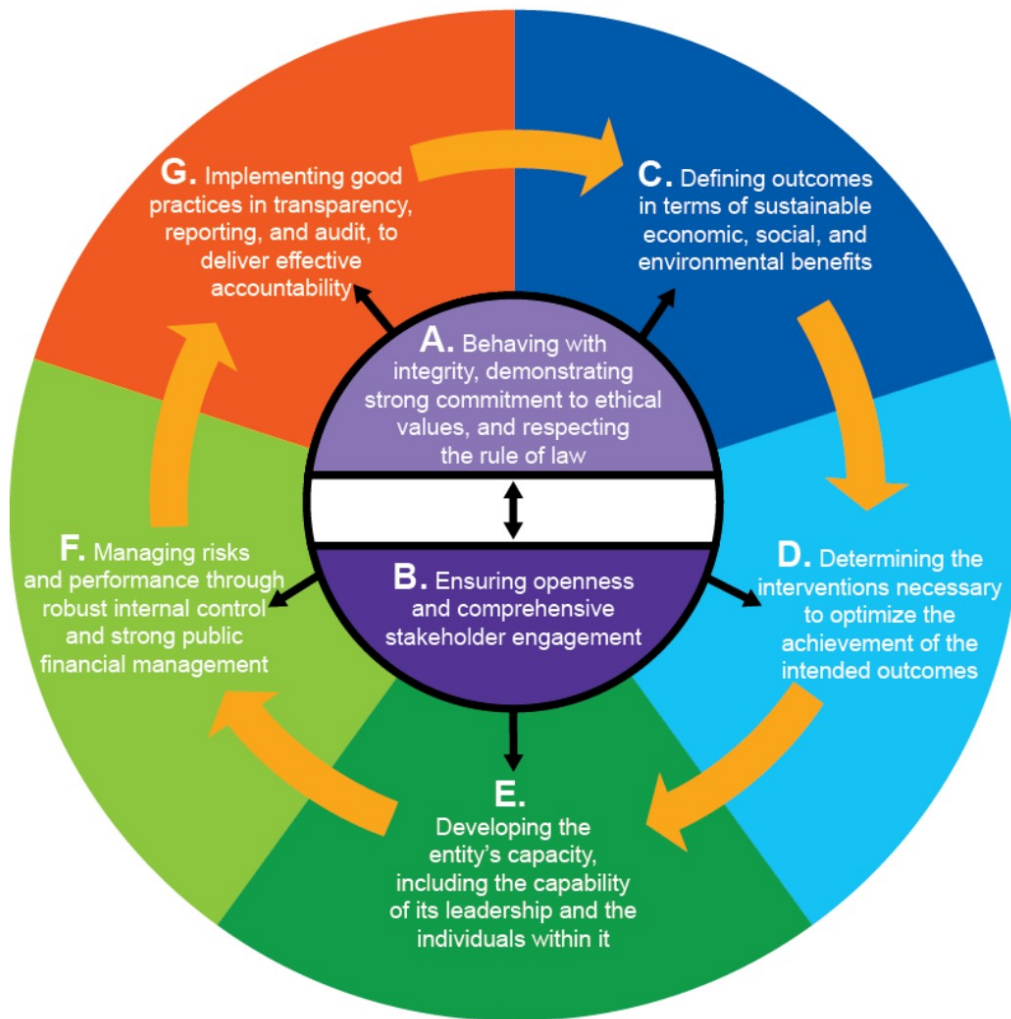 G. Implementing good
practices in transparency,
reporting, and audit, to
deliver effective
accountability
C. Defining outcomes
in terms of sustainable
economic, social, and
environmental benefits
A. Behaving with
integrity, demonstrating
strong commitment to ethical
values, and respecting
the rule of law
B. Ensuring openness
and comprehensive
stakeholder engagement
F. Managing risks
and performance through
robust internal control
and strong public
financial management
D. Determining the
interventions necessary
to optimize the
achievement of the
intended outcomes
E.
Developing the
entity's capacity,
including the capability
of its leadership and the
individuals within it